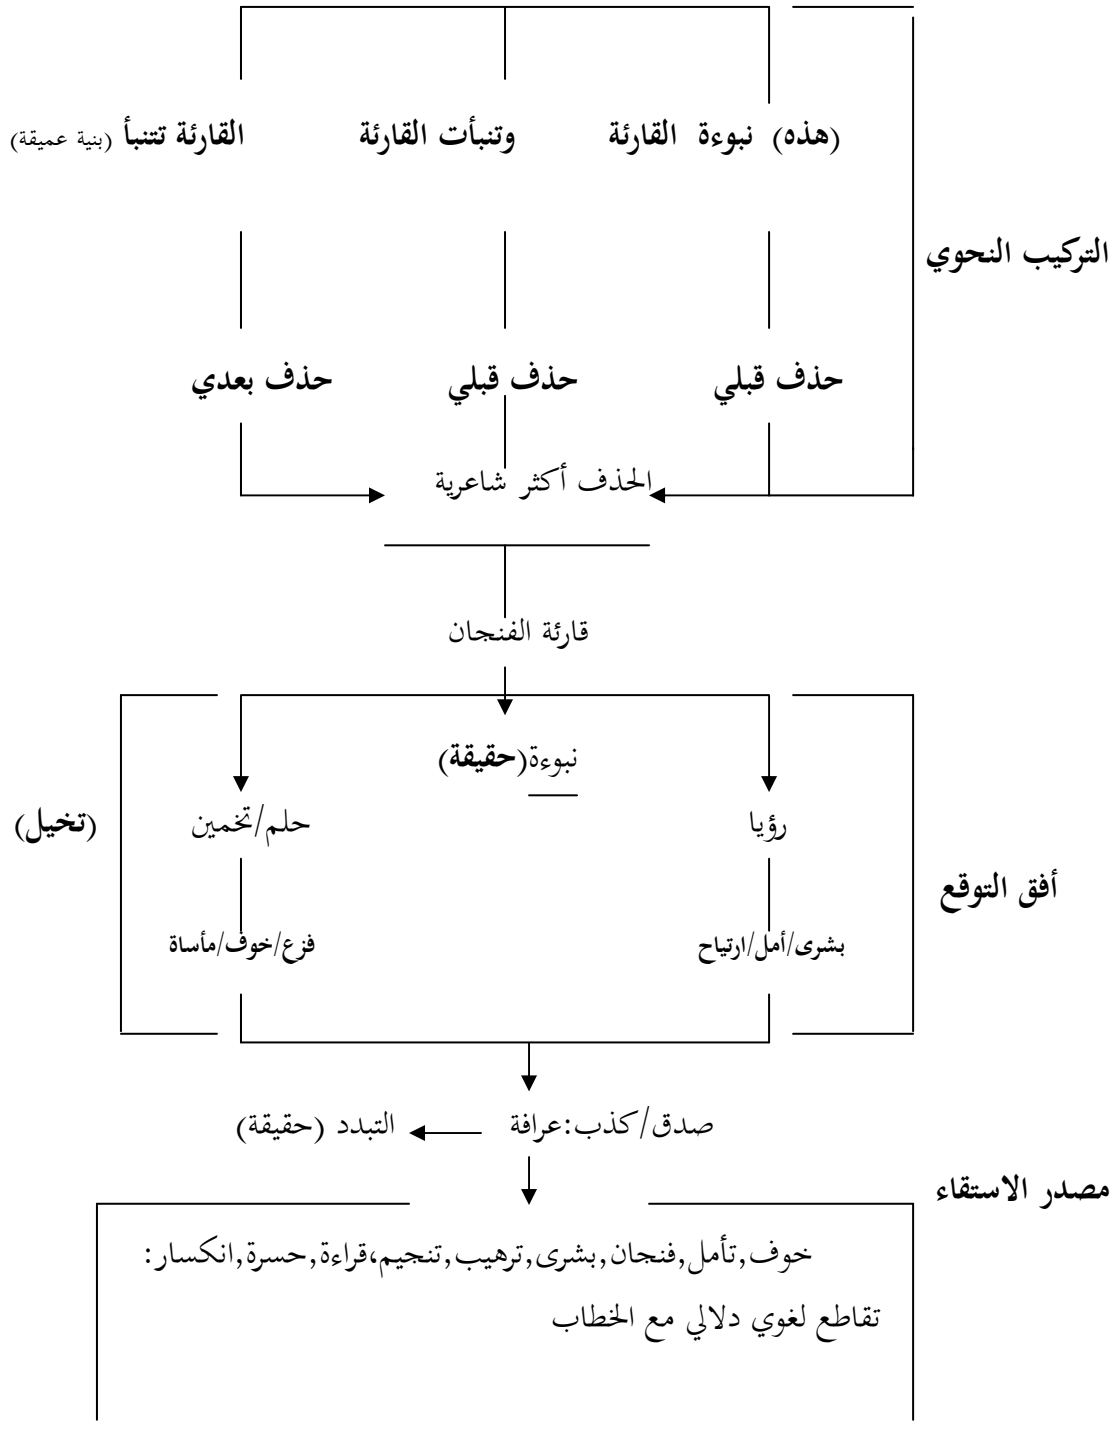 (هذه) نبوءة القارئة وتنبأت القارئة القارئة تتنبأ (بنية عميقة)
التركيب النحوي
حذف قبلي حذف قبلي حذف بعدي
الحذف أكثر شاعرية
قارئة الفنجان
نبوءة(حقيقة)
رؤيا حلم/تخمين (تخيل)
أفق التوقع
بشرى/أمل/ارتياح فزع/خوف/مأساة
صدق/كذب:عرافة التبدد (حقيقة)
مصدر الاستقاء
خوف,تأمل,فنجان,بشرى,ترهيب,تنجيم،قراءة,حسرة,انكسار:
تقاطع لغوي دلالي مع الخطاب